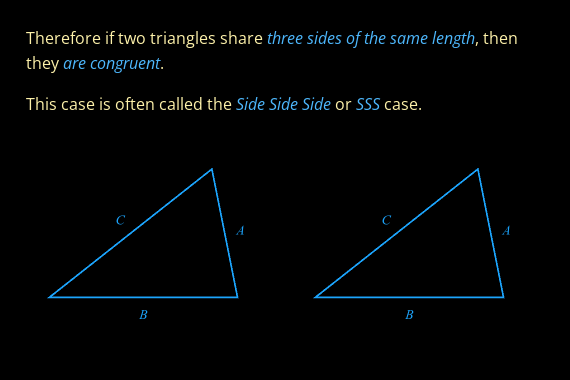 Therefore if two triangles share three sides of the same length, then
they are congruent.
This case is often called the Side Side Side or SSS case.
C
A
B
C
A
B